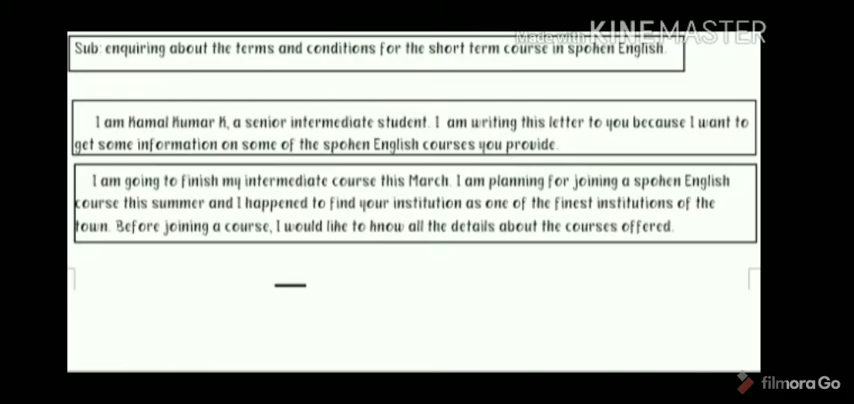 Made with KINEMASTER
Sub: enquiring about the terms and conditions for the short term course in spoken English.
I am Kamal Kumar K, a senior intermediate student. I am writing this letter to you because I want to
get some information on some of the spoken English courses you provide.
I am going to finish my intermediate course this March. I am planning for joining a spoken English
course this summer and I happened to find your institution as one of the finest institutions of the
town. Before joining a course, I would like to know all the details about the courses offered.
filmora Go